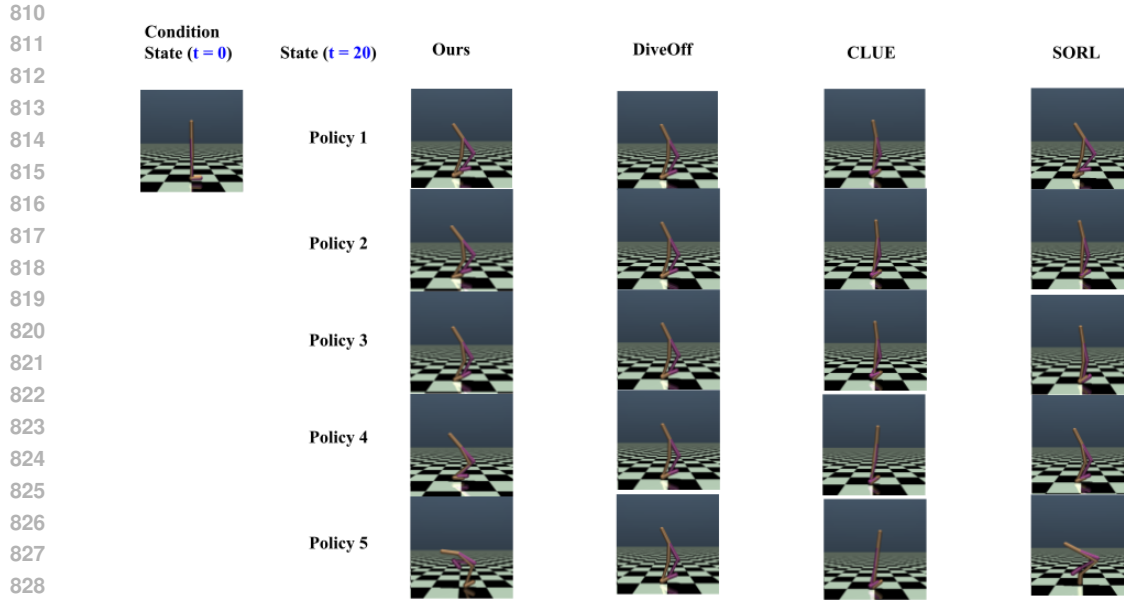 810
Condition
811
State (t = 0) State (t = 20) Ours DiveOff CLUE SORL
812
813
814 Policy 1
815
816
817 Policy 2
818
819
820 Policy 3
821
822
823 Policy 4
824
825
826
827 Policy 5
828